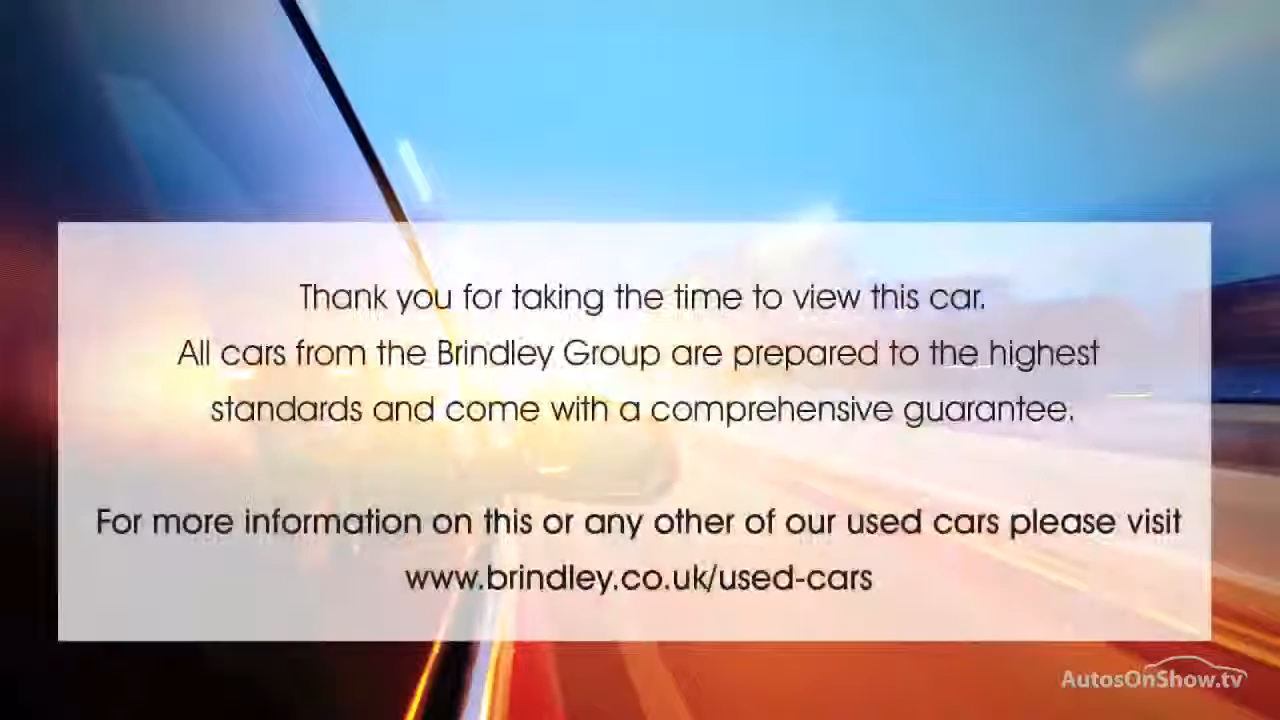 Thank you for taking the time to view this car.
All cars from the Brindley Group are prepared to the highest
standards and come with a comprehensive guarantee.
For more information on this or any other of our used cars please visit
www.brindley.co.uk/used-cars
AutosOnShow.tv